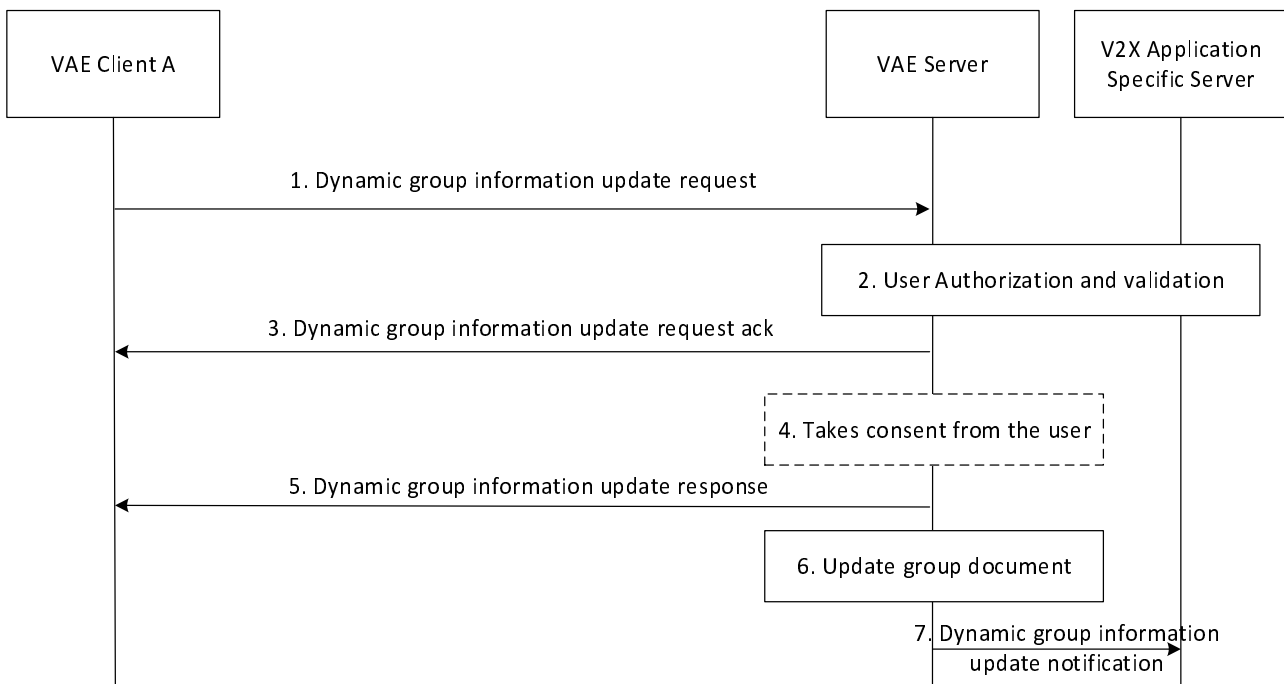 VAE Client A
VAE Server
V2X Application
Specific Server
1. Dynamic group information update request
2. User Authorization and validation
3. Dynamic group information update request ack
4. Takes consent from the user
5. Dynamic group information update response
6. Update group document
7. Dynamic group information
update notification